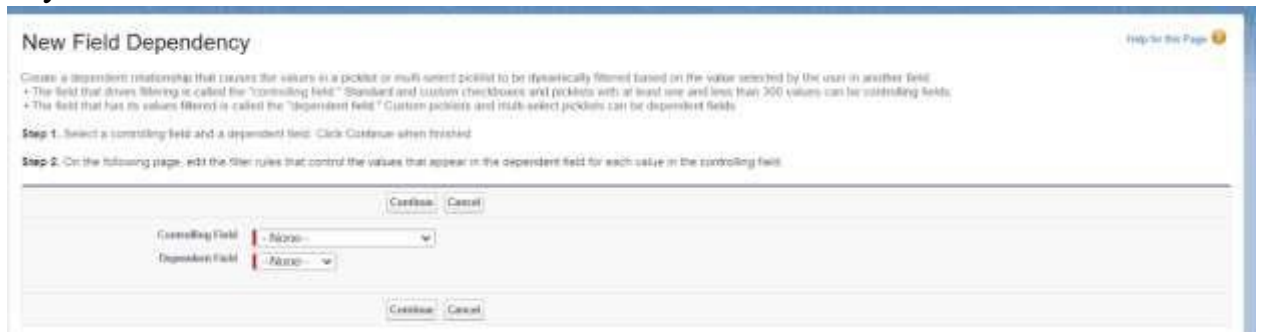 New Field Dependency
Help for this Page
Create a dependent relationship that causes the values in a picklist or multi-select picklist to be dynamically filtered based on the value selected by the user in another field.
• The field that drives filtering is called the "controlling field." Standard and custom checkboxes and picklists with at least one and less than 300 values can be controlling fields.
• The field that has its values filtered is called the "dependent field." Custom picklists and multi-select picklists can be dependent fields.
Step 1. Select a controlling field and a dependent field. Click Continue when finished.
Step 2. On the following page, edit the filter rules that control the values that appear in the dependent field for each value in the controlling field.
Continue Cancel
Controlling Field --None--
Dependent Field --None--
Continue Cancel